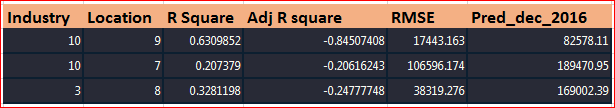 Industry Location R Square Adj R square RMSE Pred_dec_2016
10 9 0.6309852 -0.84507408 17443.163 82578.11
10 7 0.207379 -0.20616243 106596.174 189470.95
3 8 0.3281198 -0.24777748 38319.276 169002.39